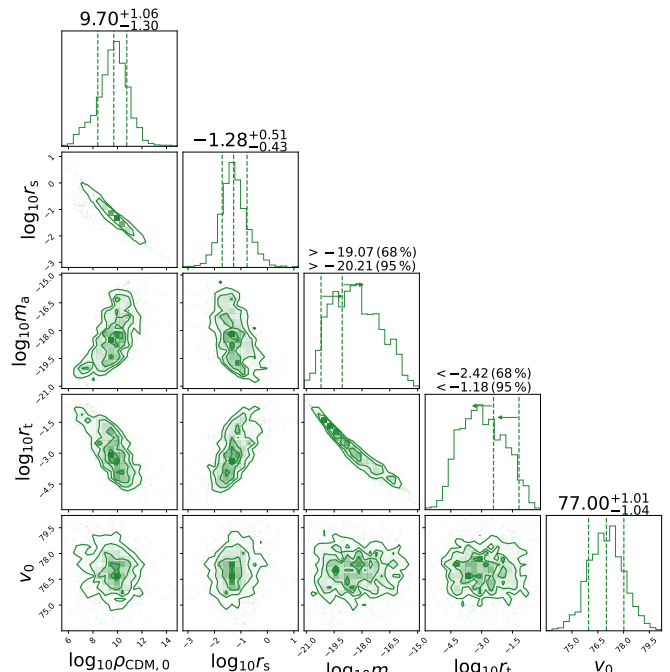 9.70 +1.06 −1.30
−1.28 +0.51 −0.43
1
0
−1
−2
−3
log10 rs
> −19.07 (68 %)
> −20.21 (95 %)
−15.0
−16.5
−18.0
−19.5
−21.0
log10 ma
< −2.42 (68 %)
< −1.18 (95 %)
−1.5
−3.0
−4.5
log10 rt
77.00 +1.01 −1.04
79.5
78.0
76.5
75.0
v0
6 8 10 12 14
−3 −2 −1 0 1
−21.0 −19.5 −18.0 −16.5 −15.0
−4.5 −3.0 −1.5
75.0 76.5 78.0 79.5
log10 ρCDM, 0
log10 rs
log10 m
log10 rt
v0